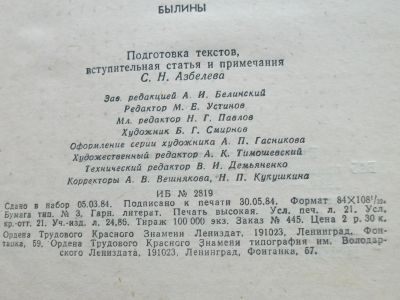 БЫЛИНЫ
Подготовка текстов,
вступительная статья и примечания
С. Н. Азбелева
Зав. редакцией А. И. Белинский
Редактор М. Е. Устинов
Мл. редактор Н. Г. Павлов
Художник Б. Г. Смирнов
Оформление серии художника А. П. Гасникова
Художественный редактор А. К. Тимошевский
Технический редактор В. И. Демьяненко
Корректоры А. В. Вешнякова, Н. П. Кукушкина
ИБ № 2819
Сдано в набор 05.03.84. Подписано к печати 30.05.84. Формат 84×108¹/₃₂.
Бумага тип. № 3, Гарн. литерат. Печать высокая. Усл. печ. л. 21. Усл.
кр.-отт. 21. Уч.-изд. л. 24,85. Тираж 100 000 экз. Заказ № 445. Цена 2 р. 30 к.
Ордена Трудового Красного Знамени Лениздат, 191023, Ленинград, Фон-
танка, 59. Ордена Трудового Красного Знамени типография им. Володар-
ского Лениздата, 191023, Ленинград, Фонтанка, 57.